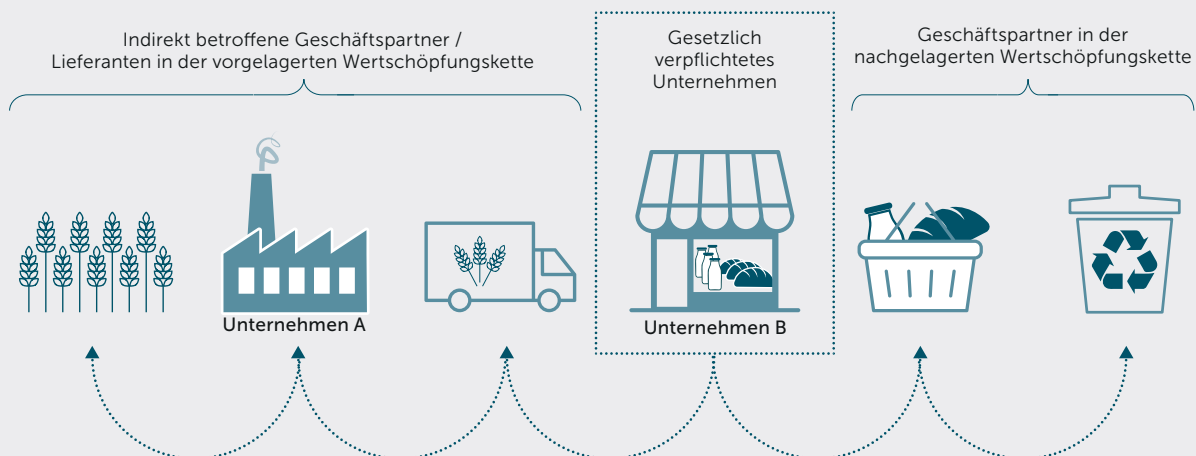 Indirekt betroffene Geschäftspartner /
Lieferanten in der vorgelagerten Wertschöpfungskette
Gesetzlich
verpflichtetes
Unternehmen
Geschäftspartner in der
nachgelagerten Wertschöpfungskette
Unternehmen A
Unternehmen B